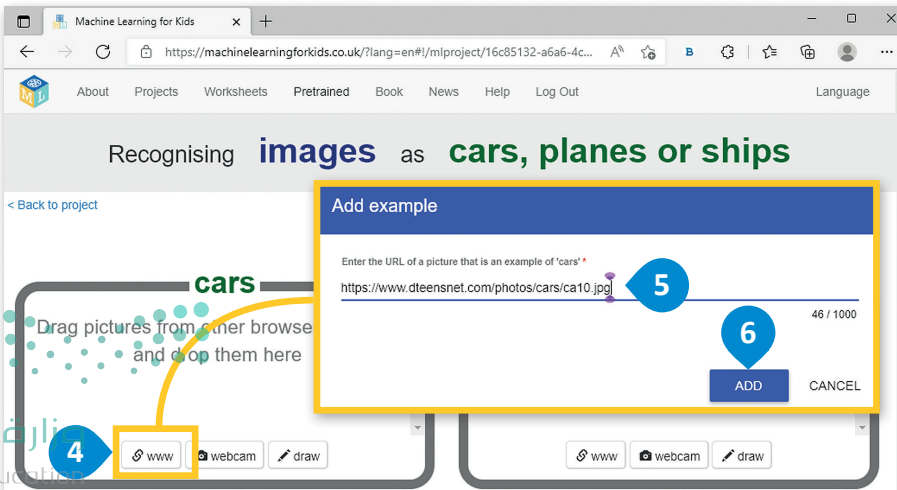 Machine Learning for Kids
https://machinelearningforkids.co.uk/?lang=en#!/mlproject/16c85132-a6a6-4c...
B
ML
About Projects Worksheets Pretrained Book News Help Log Out Language
Recognising images as cars, planes or ships
< Back to project
Add example
Enter the URL of a picture that is an example of 'cars' *
https://www.dteensnet.com/photos/cars/ca10.jpg
5
46 / 1000
6
ADD CANCEL
cars
Drag pictures from other browse
and drop them here
4
www webcam draw
www webcam draw